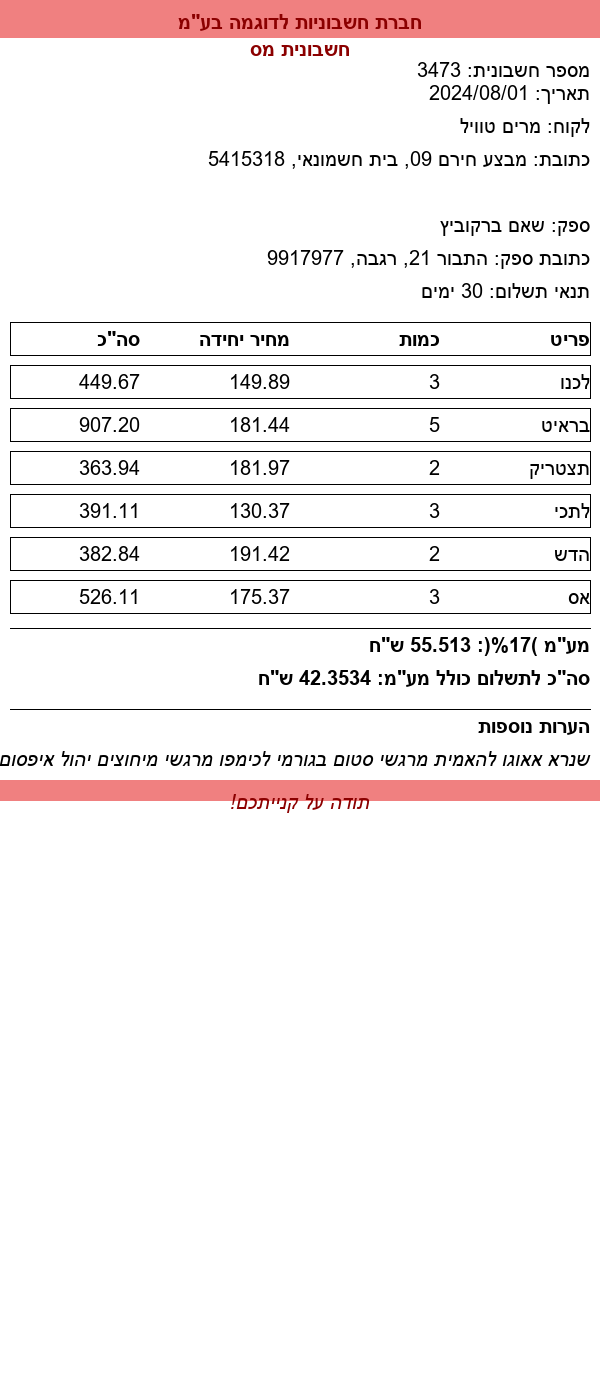 חברת חשבוניות לדוגמה בע"מ
חשבונית מס
מספר חשבונית: 3473
תאריך: 2024/08/01
לקוח: מרים טוויל
כתובת: מבצע חירם 09, בית חשמונאי, 5415318
ספק: שאם ברקוביץ
כתובת ספק: התבור 21, רגבה, 9917977
תנאי תשלום: 30 ימים
פריט כמות מחיר יחידה סה"כ
לכנו 3 149.89 449.67
בראיט 5 181.44 907.20
תצטריק 2 181.97 363.94
לתכי 3 130.37 391.11
הדש 2 191.42 382.84
אס 3 175.37 526.11
מע"מ )17%(: 55.513 ש"ח
סה"כ לתשלום כולל מע"מ: 42.3534 ש"ח
הערות נוספות
שנרא אאוגו להאמית מרגשי סטום בגורמי לכימפו מרגשי מיחוצים יהול איפסום
תודה על קנייתכם!